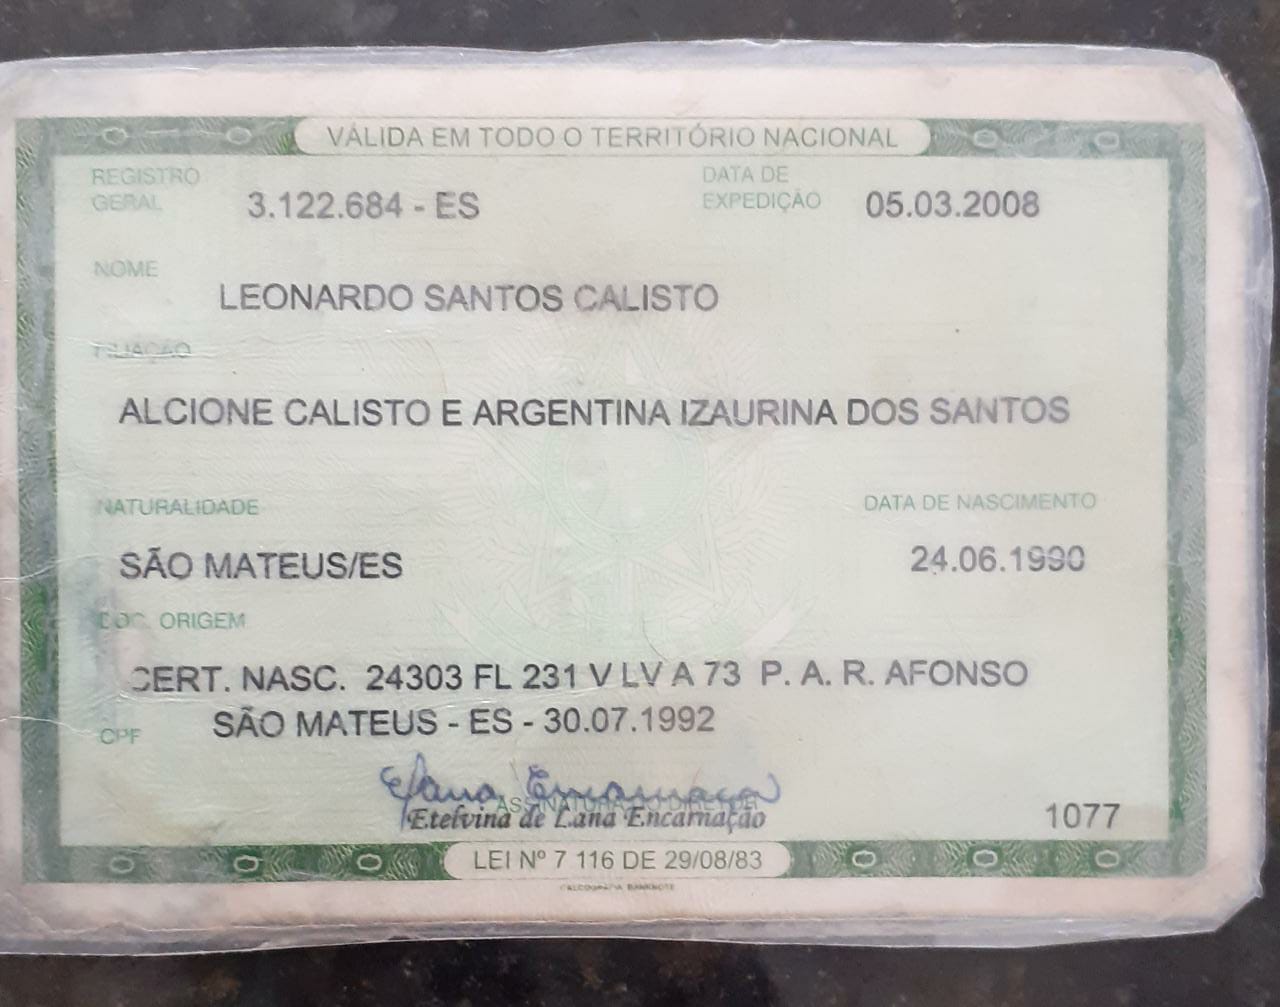 VÁLIDA EM TODO O TERRITÓRIO NACIONAL
REGISTRO GERAL 3.122.684 - ES DATA DE EXPEDIÇÃO 05.03.2008
NOME
LEONARDO SANTOS CALISTO
FILIAÇÃO
ALCIONE CALISTO E ARGENTINA IZAURINA DOS SANTOS
NATURALIDADE DATA DE NASCIMENTO
SÃO MATEUS/ES 24.06.1990
DOC. ORIGEM
CERT. NASC. 24303 FL 231 V LV A 73 P. A. R. AFONSO
SÃO MATEUS - ES - 30.07.1992
CPF
ASSINATURA DO DIRETOR
Etelvina de Lana Encarnação
1077
LEI Nº 7 116 DE 29/08/83
CALCOGRAFIA BANKNOTE